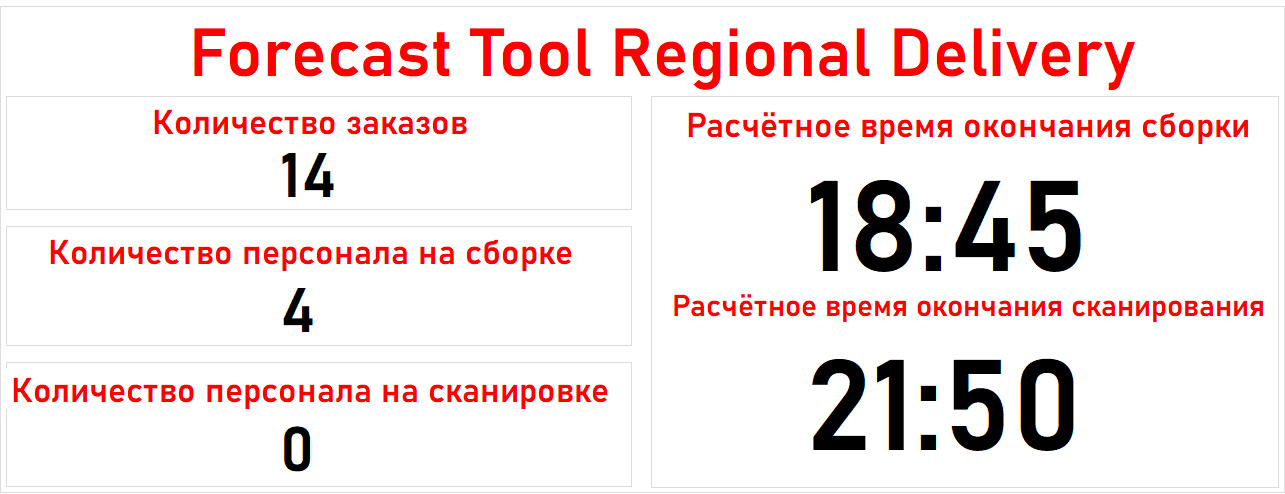 Forecast Tool Regional Delivery
Количество заказов
14
Количество персонала на сборке
4
Количество персонала на сканировке
0
Расчётное время окончания сборки
18:45
Расчётное время окончания сканирования
21:50